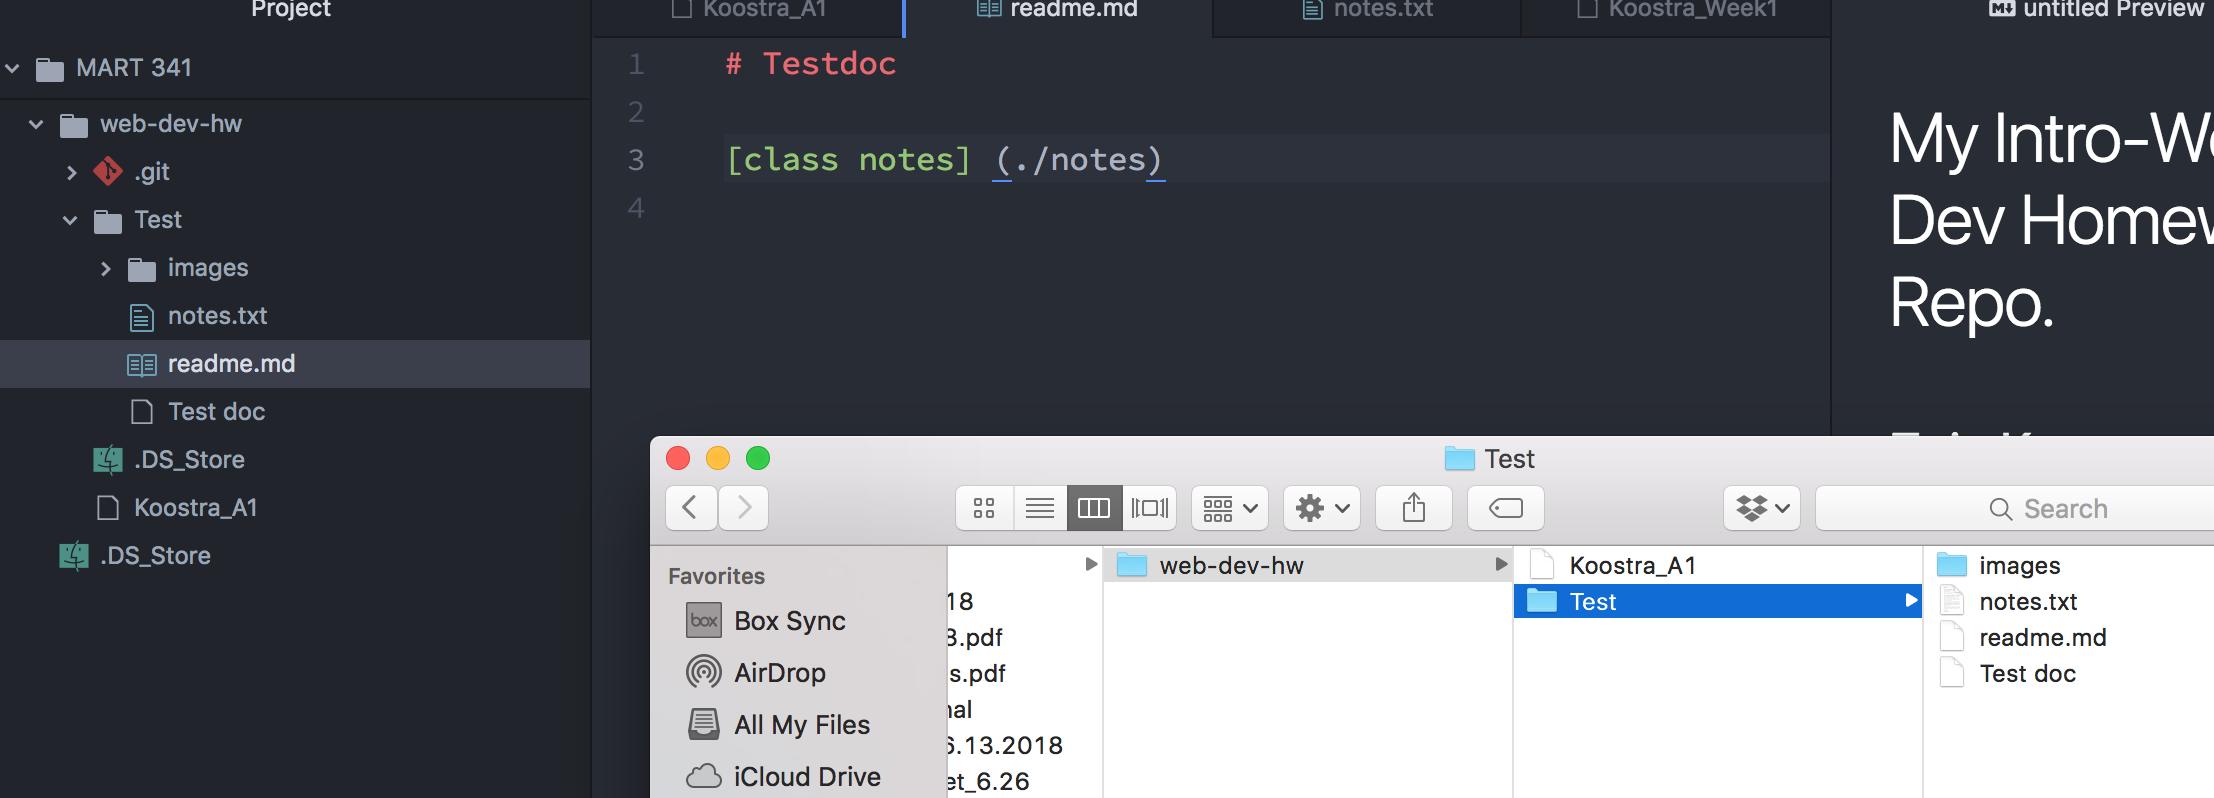 Project
MART 341
web-dev-hw
.git
Test
images
notes.txt
readme.md
Test doc
.DS_Store
Koostra_A1
.DS_Store
Koostra_A1
readme.md
notes.txt
Koostra_Week1
untitled Preview
1 # Testdoc
2
3 [class notes] (./notes)
4
My Intro-We
Dev Homew
Repo.
Test
Search
Favorites
box
Box Sync
AirDrop
All My Files
iCloud Drive
18
3.pdf
s.pdf
nal
6.13.2018
et_6.26
web-dev-hw
Koostra_A1
Test
images
notes.txt
readme.md
Test doc